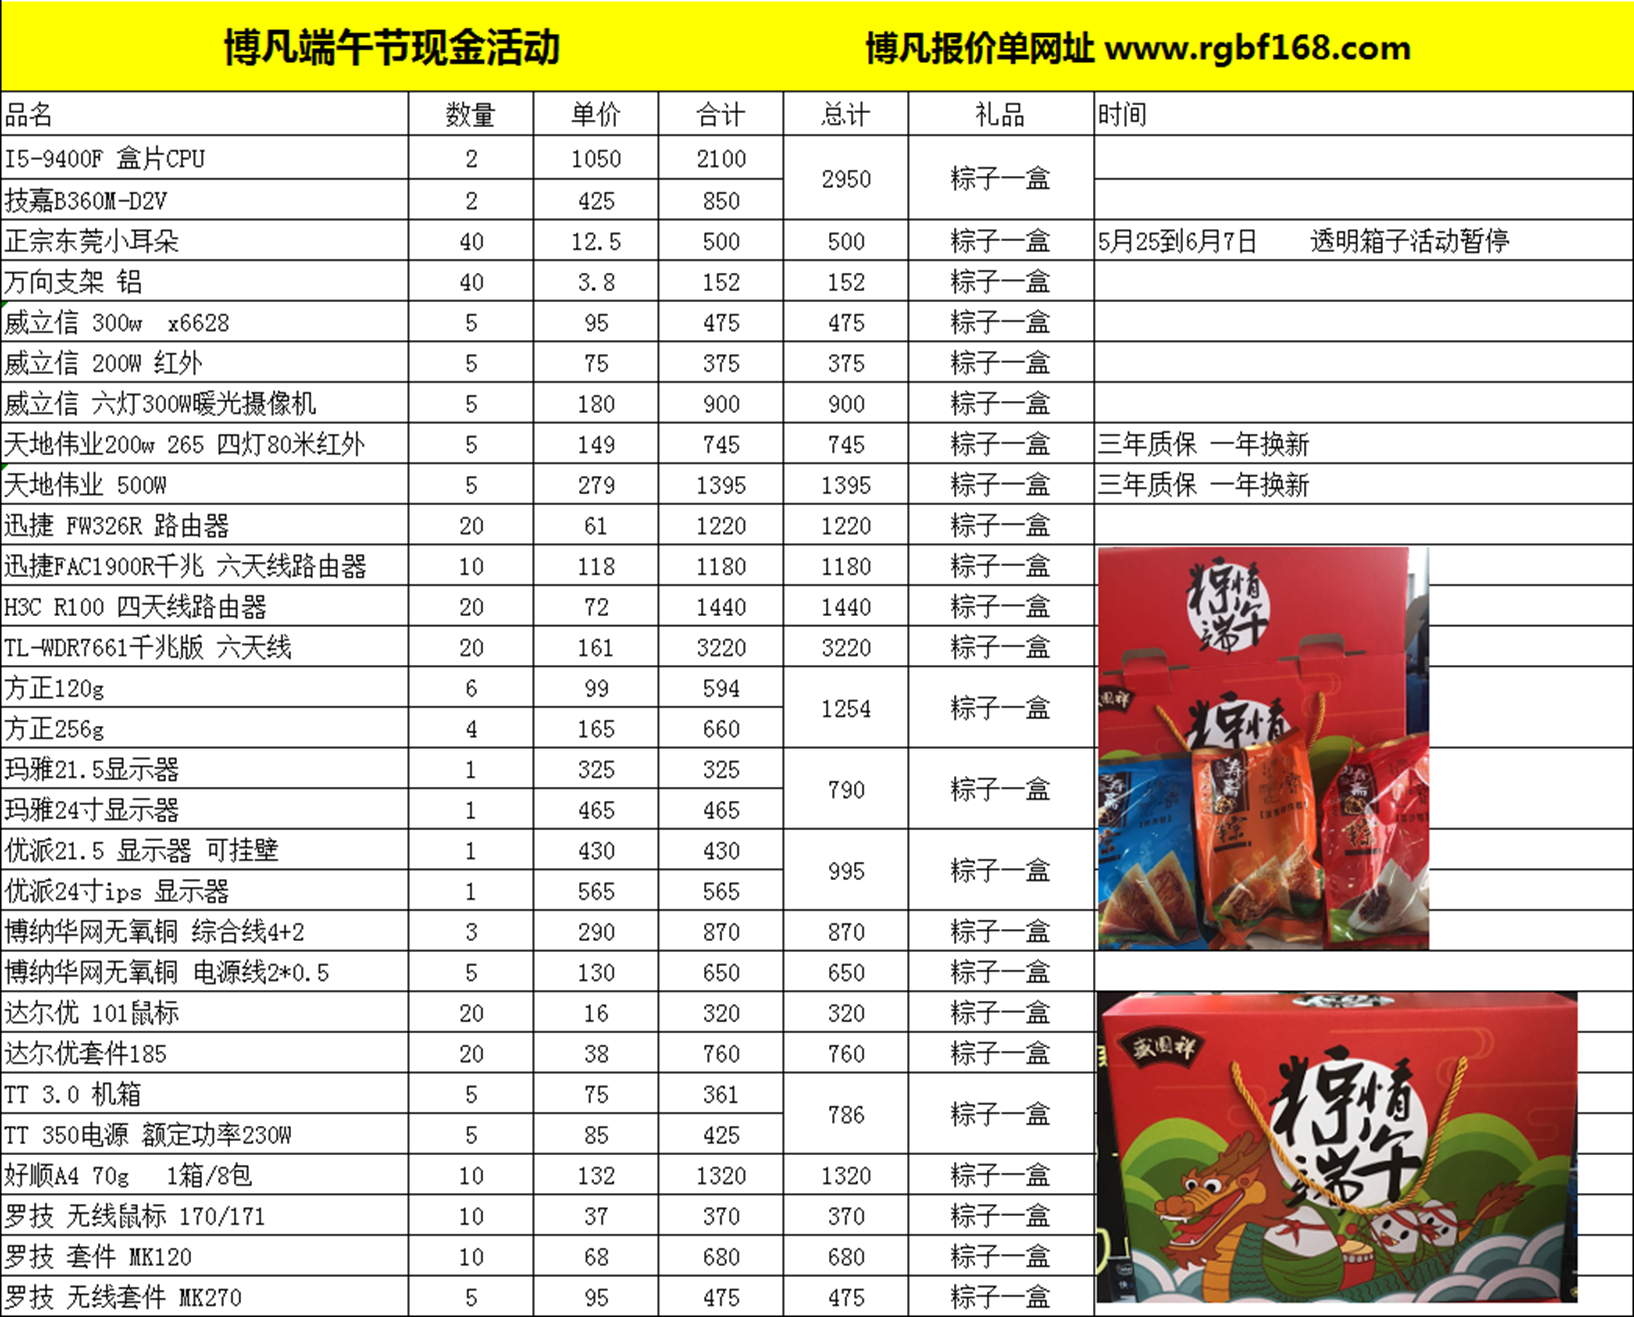 博凡端午节现金活动 博凡报价单网址 www.rgbf168.com
品名 数量 单价 合计 总计 礼品 时间
I5-9400F 盒片CPU 2 1050 2100 2950 粽子一盒
技嘉B360M-D2V 2 425 850
正宗东莞小耳朵 40 12.5 500 500 粽子一盒 5月25到6月7日 透明箱子活动暂停
万向支架 铝 40 3.8 152 152 粽子一盒
威立信 300w x6628 5 95 475 475 粽子一盒
威立信 200W 红外 5 75 375 375 粽子一盒
威立信 六灯300W暖光摄像机 5 180 900 900 粽子一盒
天地伟业200w 265 四灯80米红外 5 149 745 745 粽子一盒 三年质保 一年换新
天地伟业 500W 5 279 1395 1395 粽子一盒 三年质保 一年换新
迅捷 FW326R 路由器 20 61 1220 1220 粽子一盒
迅捷FAC1900R千兆 六天线路由器 10 118 1180 1180 粽子一盒
H3C R100 四天线路由器 20 72 1440 1440 粽子一盒
TL-WDR7661千兆版 六天线 20 161 3220 3220 粽子一盒
方正120g 6 99 594 1254 粽子一盒
方正256g 4 165 660
玛雅21.5显示器 1 325 325 790 粽子一盒
玛雅24寸显示器 1 465 465
优派21.5 显示器 可挂壁 1 430 430 995 粽子一盒
优派24寸ips 显示器 1 565 565
博纳华网无氧铜 综合线4+2 3 290 870 870 粽子一盒
博纳华网无氧铜 电源线2*0.5 5 130 650 650 粽子一盒
达尔优 101鼠标 20 16 320 320 粽子一盒
达尔优套件185 20 38 760 760 粽子一盒
TT 3.0 机箱 5 75 361 786 粽子一盒
TT 350电源 额定功率230W 5 85 425
好顺A4 70g 1箱/8包 10 132 1320 1320 粽子一盒
罗技 无线鼠标 170/171 10 37 370 370 粽子一盒
罗技 套件 MK120 10 68 680 680 粽子一盒
罗技 无线套件 MK270 5 95 475 475 粽子一盒
粽情
端午
粽情
盛圆祥
粽情
端午